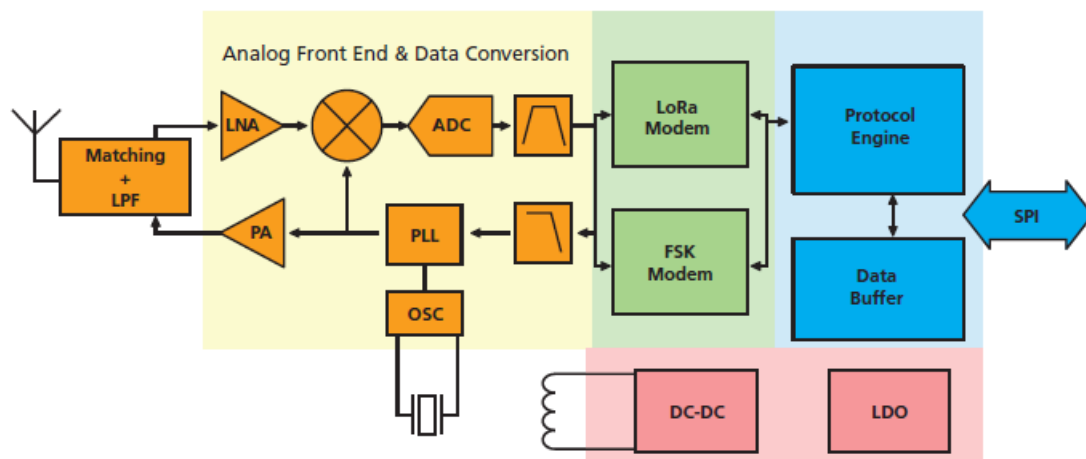 Analog Front End & Data Conversion
LNA
ADC
LoRa
Modem
Protocol
Engine
Matching
+
LPF
PA
PLL
FSK
Modem
SPI
Data
Buffer
OSC
DC-DC
LDO